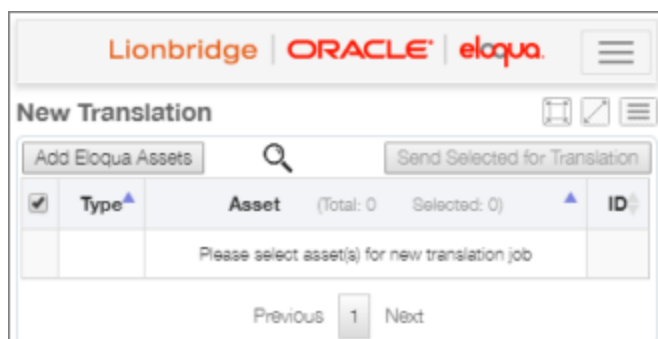 Lionbridge | ORACLE | eloqua.
New Translation
Add Eloqua Assets Send Selected for Translation
Type Asset (Total: 0 Selected: 0) ID
Please select asset(s) for new translation job
Previous 1 Next